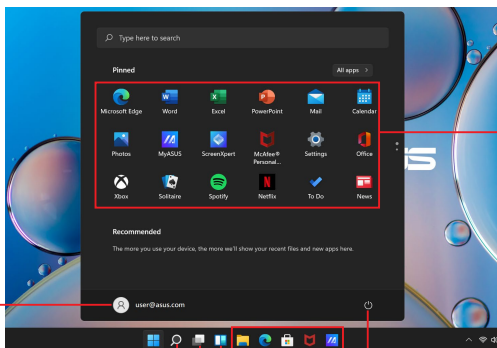 Type here to search
Pinned
All apps >
Microsoft Edge
Word
Excel
PowerPoint
Mail
Calendar
Photos
MyASUS
ScreenXpert
McAfee®
Personal...
Settings
Office
Xbox
Solitaire
Spotify
Netflix
To Do
News
Recommended
The more you use your device, the more we'll show your recent files and new apps here.
user@asus.com